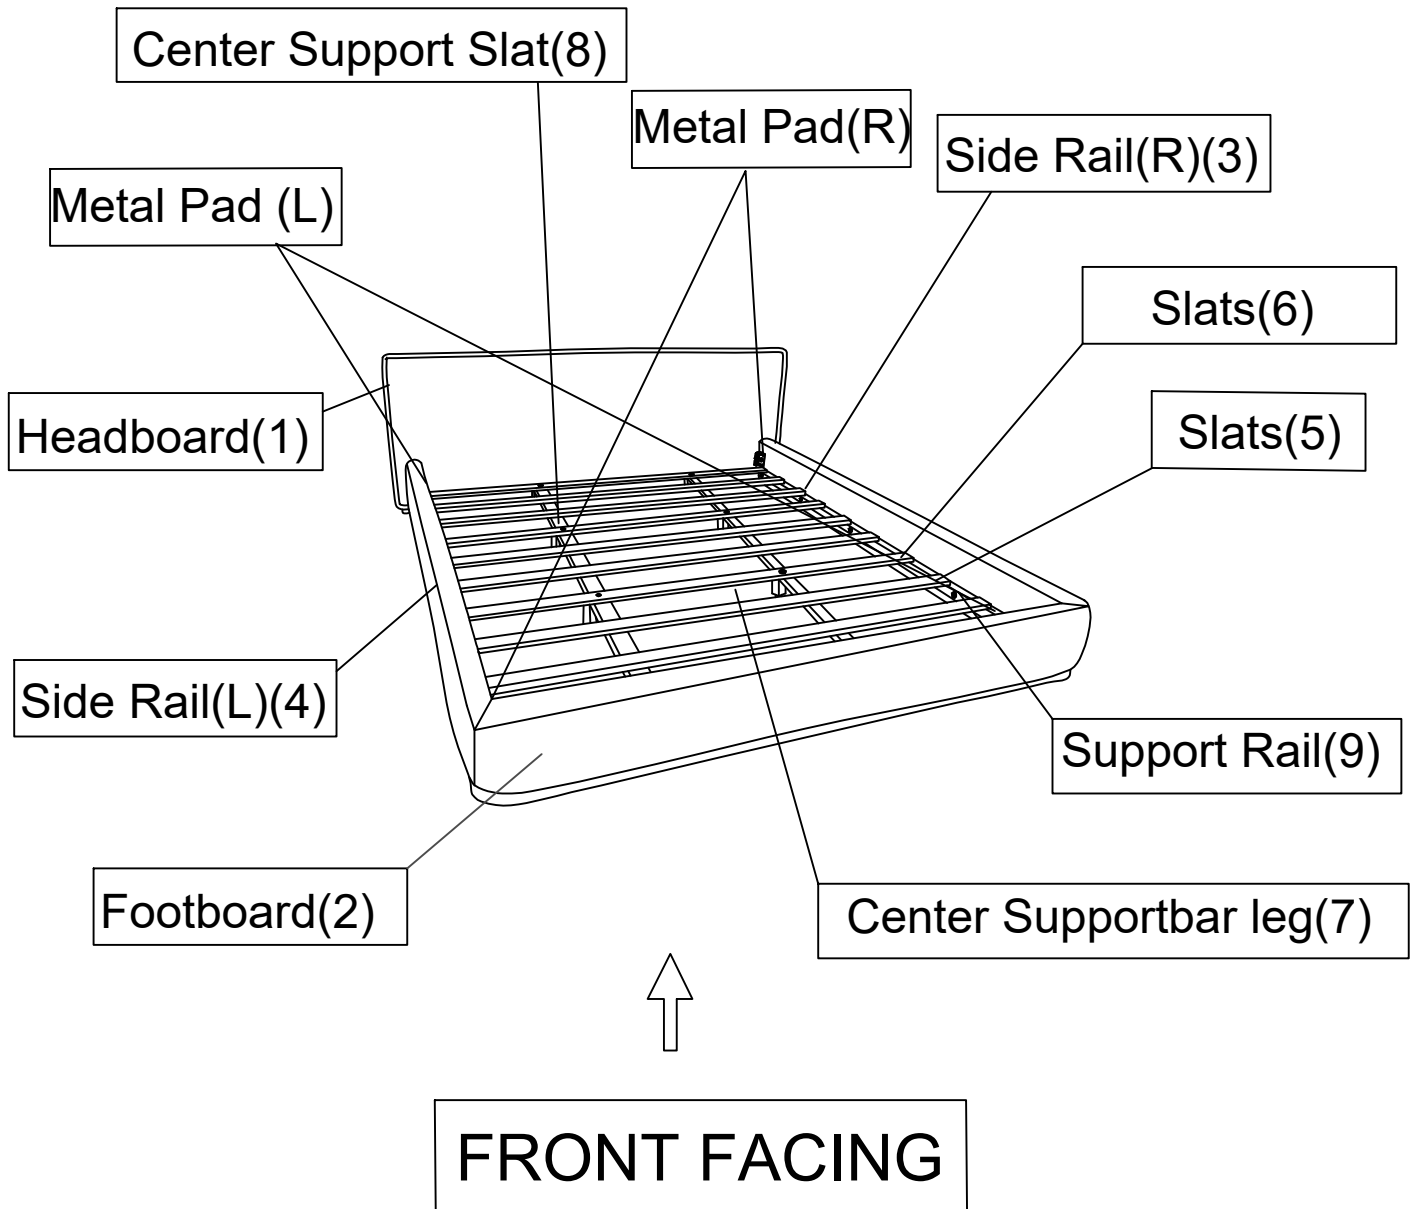 Center Support Slat(8)
Metal Pad(R)
Side Rail(R)(3)
Metal Pad (L)
Slats(6)
Headboard(1)
Slats(5)
Side Rail(L)(4)
Support Rail(9)
Footboard(2)
Center Supportbar leg(7)
FRONT FACING